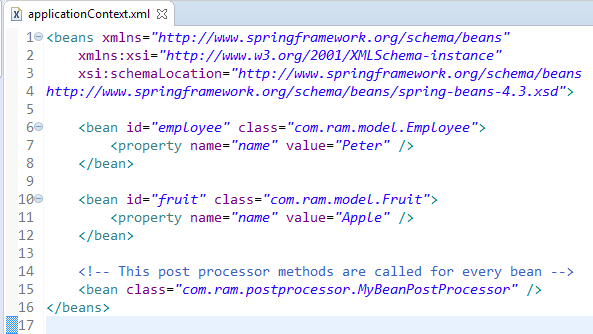 applicationContext.xml
1 <beans xmlns="http://www.springframework.org/schema/beans"
2     xmlns:xsi="http://www.w3.org/2001/XMLSchema-instance"
3     xsi:schemaLocation="http://www.springframework.org/schema/beans
4 http://www.springframework.org/schema/beans/spring-beans-4.3.xsd">
5
6     <bean id="employee" class="com.ram.model.Employee">
7         <property name="name" value="Peter" />
8     </bean>
9
10     <bean id="fruit" class="com.ram.model.Fruit">
11         <property name="name" value="Apple" />
12     </bean>
13
14     <!-- This post processor methods are called for every bean -->
15     <bean class="com.ram.postprocessor.MyBeanPostProcessor" />
16 </beans>
17